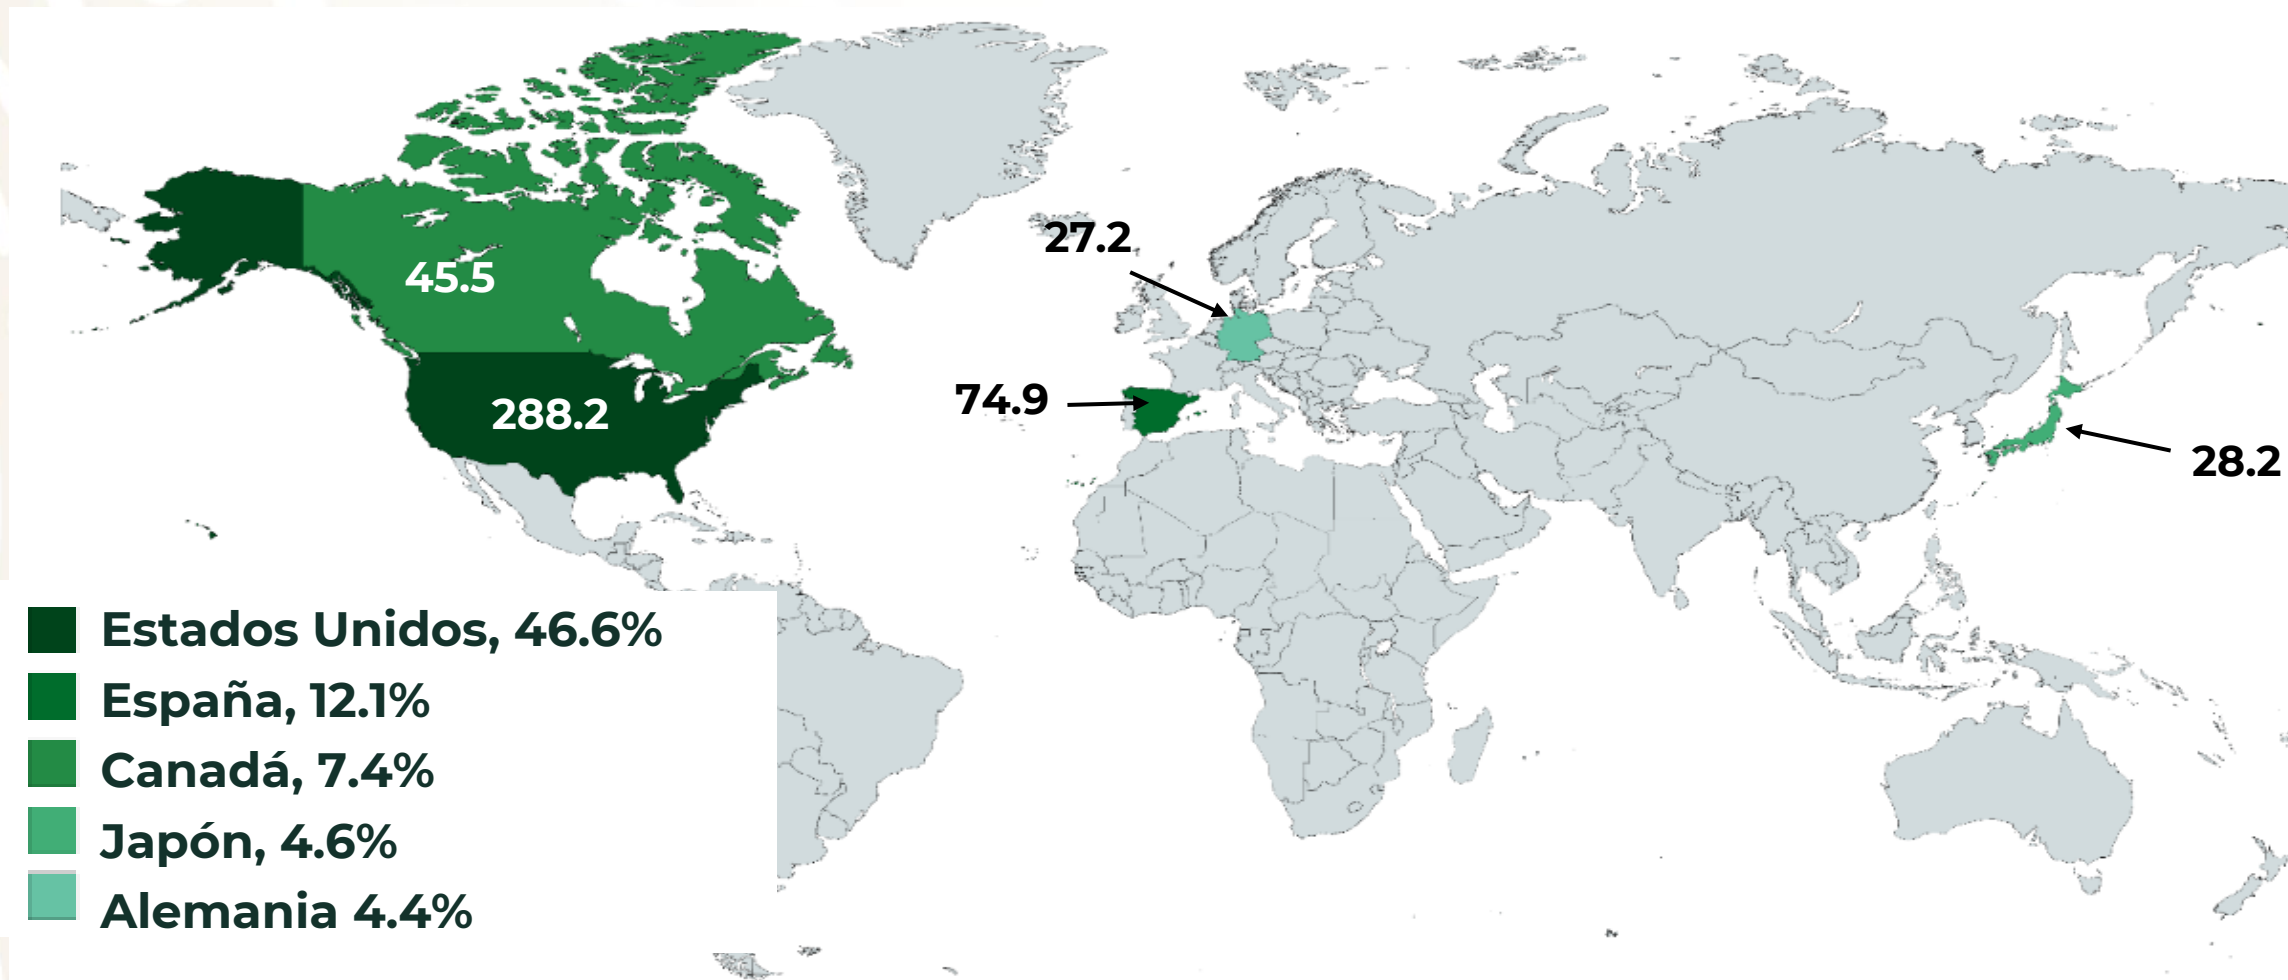 27.2
45.5
74.9
288.2
28.2
Estados Unidos, 46.6%
España, 12.1%
Canadá, 7.4%
Japón, 4.6%
Alemania 4.4%